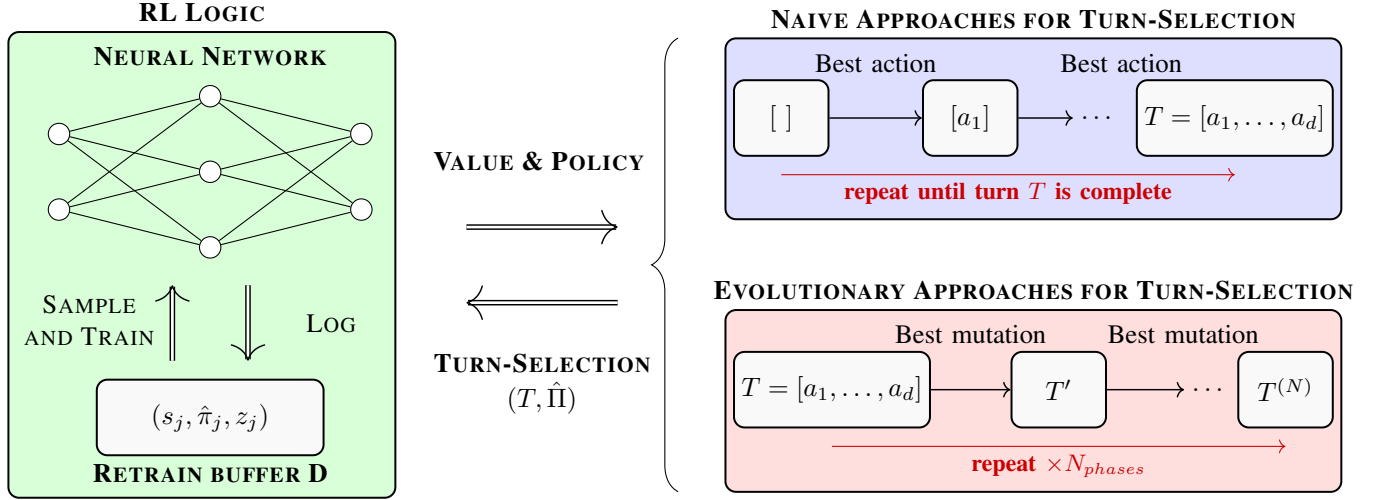 RL LOGIC
NEURAL NETWORK
SAMPLE
AND TRAIN
LOG
(s_j, π̂_j, z_j)
RETRAIN BUFFER D
VALUE & POLICY
TURN-SELECTION
(T, Π̂)
NAIVE APPROACHES FOR TURN-SELECTION
Best action Best action
[ ] [a_1] ··· T = [a_1, . . . , a_d]
repeat until turn T is complete
EVOLUTIONARY APPROACHES FOR TURN-SELECTION
Best mutation Best mutation
T = [a_1, . . . , a_d] T′ ··· T^(N)
repeat ×N_phases